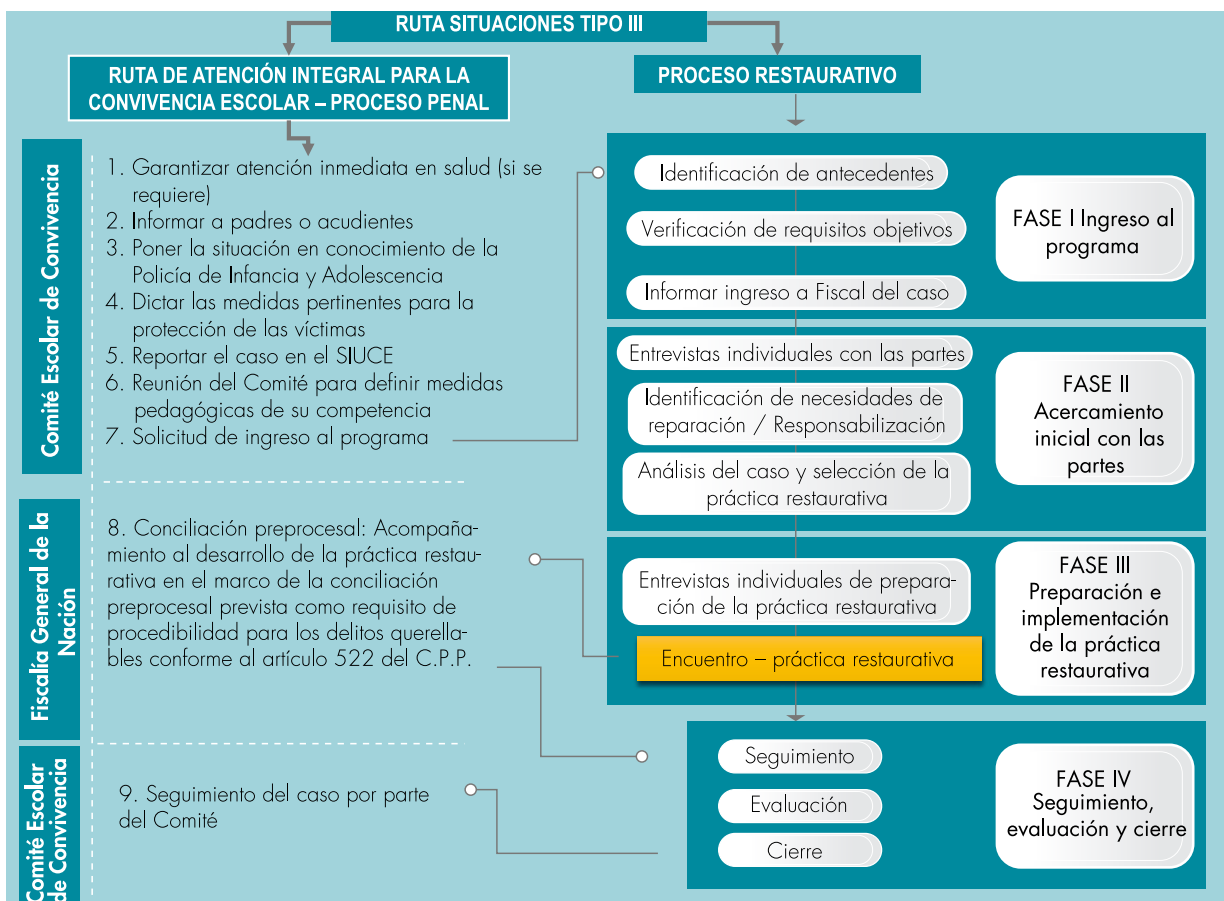 RUTA SITUACIONES TIPO III
RUTA DE ATENCIÓN INTEGRAL PARA LA
CONVIVENCIA ESCOLAR – PROCESO PENAL
PROCESO RESTAURATIVO
Comité Escolar de Convivencia
1. Garantizar atención inmediata en salud (si se
requiere)
2. Informar a padres o acudientes
3. Poner la situación en conocimiento de la
Policía de Infancia y Adolescencia
4. Dictar las medidas pertinentes para la
protección de las víctimas
5. Reportar el caso en el SIUCE
6. Reunión del Comité para definir medidas
pedagógicas de su competencia
7. Solicitud de ingreso al programa
Identificación de antecedentes
Verificación de requisitos objetivos
Informar ingreso a Fiscal del caso
FASE I Ingreso al
programa
Entrevistas individuales con las partes
Identificación de necesidades de
reparación / Responsabilización
Análisis del caso y selección de la
práctica restaurativa
FASE II
Acercamiento
inicial con las
partes
Fiscalía General de la
Nación
8. Conciliación preprocesal: Acompaña-
miento al desarrollo de la práctica restau-
rativa en el marco de la conciliación
preprocesal prevista como requisito de
procedibilidad para los delitos querella-
bles conforme al artículo 522 del C.P.P.
Entrevistas individuales de prepara-
ción de la práctica restaurativa
Encuentro – práctica restaurativa
FASE III
Preparación e
implementación
de la práctica
restaurativa
Comité Escolar
de Convivencia
9. Seguimiento del caso por parte
del Comité
Seguimiento
Evaluación
Cierre
FASE IV
Seguimiento,
evaluación y cierre